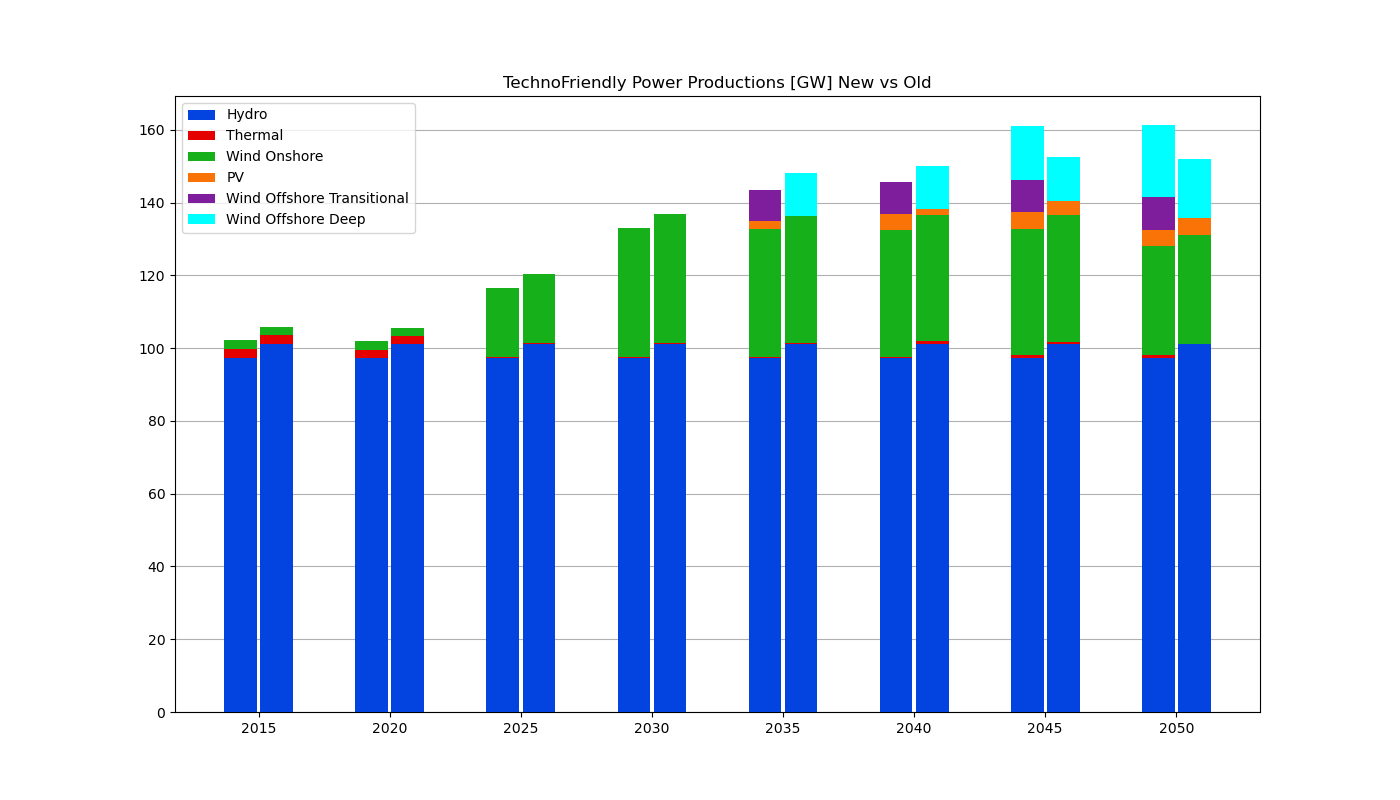 TechnoFriendly Power Productions [GW] New vs Old
Hydro
Thermal
Wind Onshore
PV
Wind Offshore Transitional
Wind Offshore Deep
160
140
120
100
80
60
40
20
0
2015 2020 2025 2030 2035 2040 2045 2050